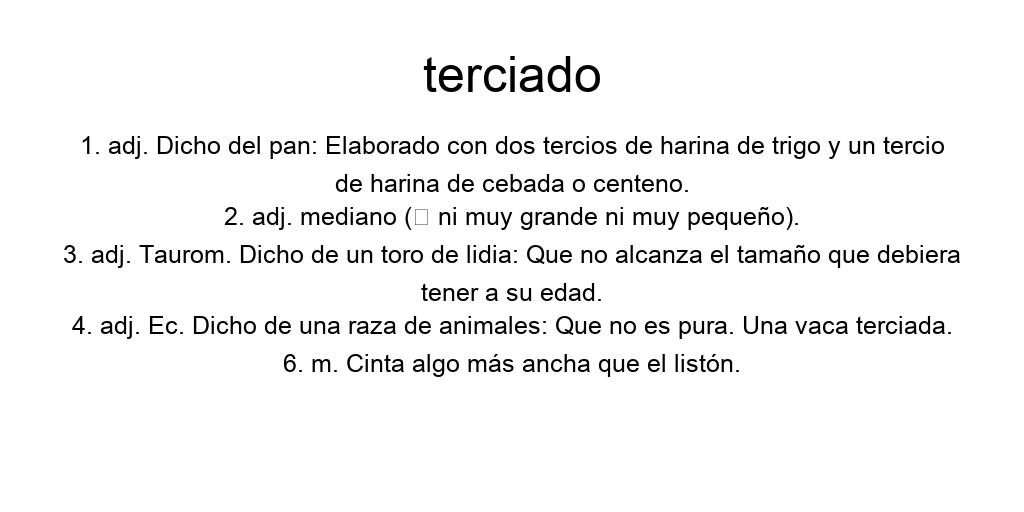 terciado
1. adj. Dicho del pan: Elaborado con dos tercios de harina de trigo y un tercio
de harina de cebada o centeno.
2. adj. mediano (▯ ni muy grande ni muy pequeño).
3. adj. Taurom. Dicho de un toro de lidia: Que no alcanza el tamaño que debiera
tener a su edad.
4. adj. Ec. Dicho de una raza de animales: Que no es pura. Una vaca terciada.
6. m. Cinta algo más ancha que el listón.